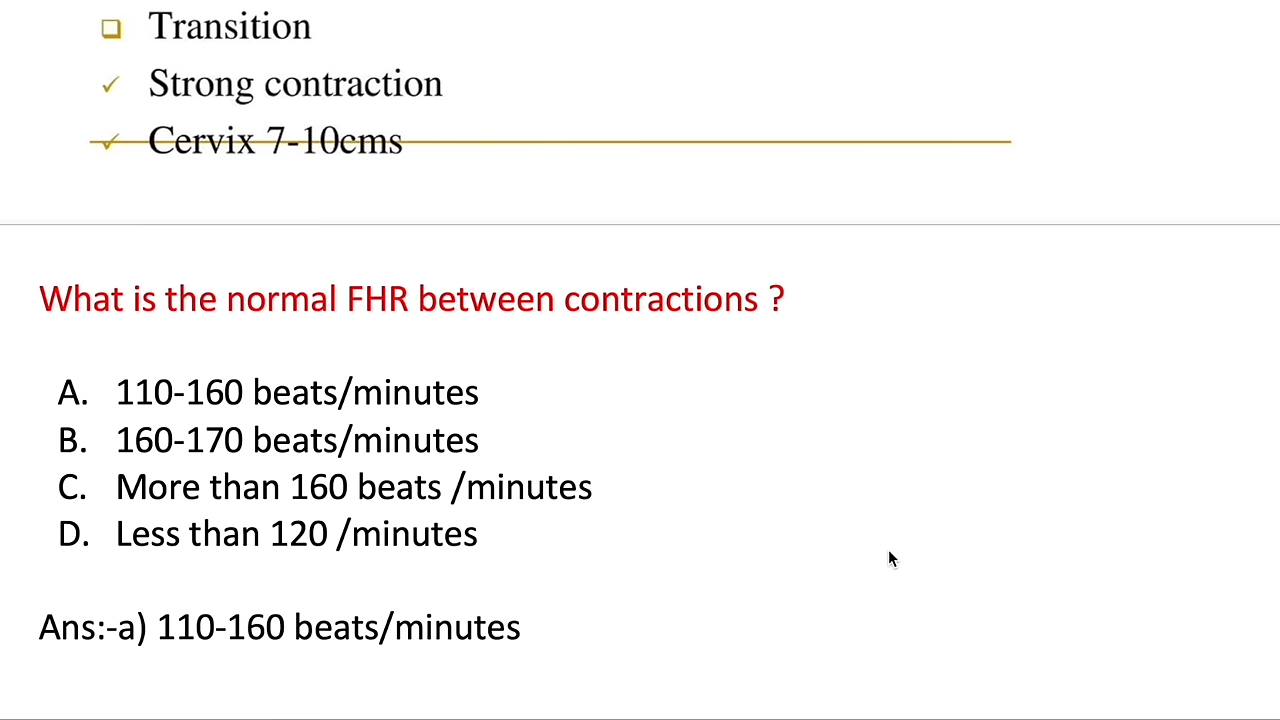 Transition
Strong contraction
Cervix 7-10cms
What is the normal FHR between contractions ?
A. 110-160 beats/minutes
B. 160-170 beats/minutes
C. More than 160 beats /minutes
D. Less than 120 /minutes
Ans:-a) 110-160 beats/minutes